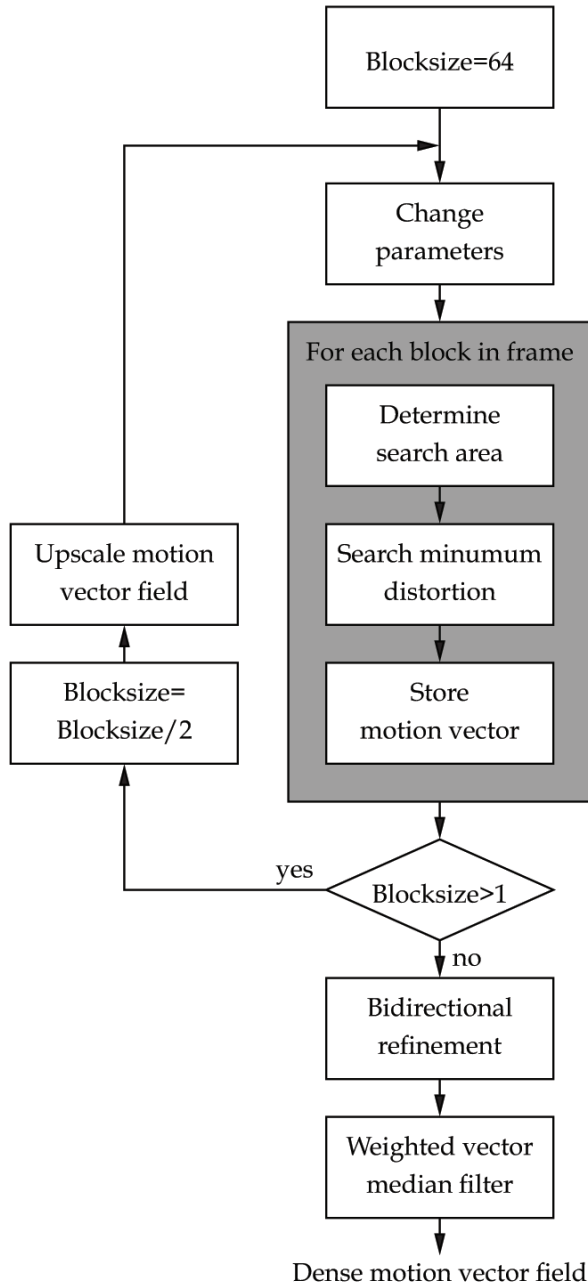 Blocksize=64
Change
parameters
For each block in frame
Determine
search area
Search minumum
distortion
Store
motion vector
Upscale motion
vector field
Blocksize=
Blocksize/2
yes
Blocksize>1
no
Bidirectional
refinement
Weighted vector
median filter
Dense motion vector field